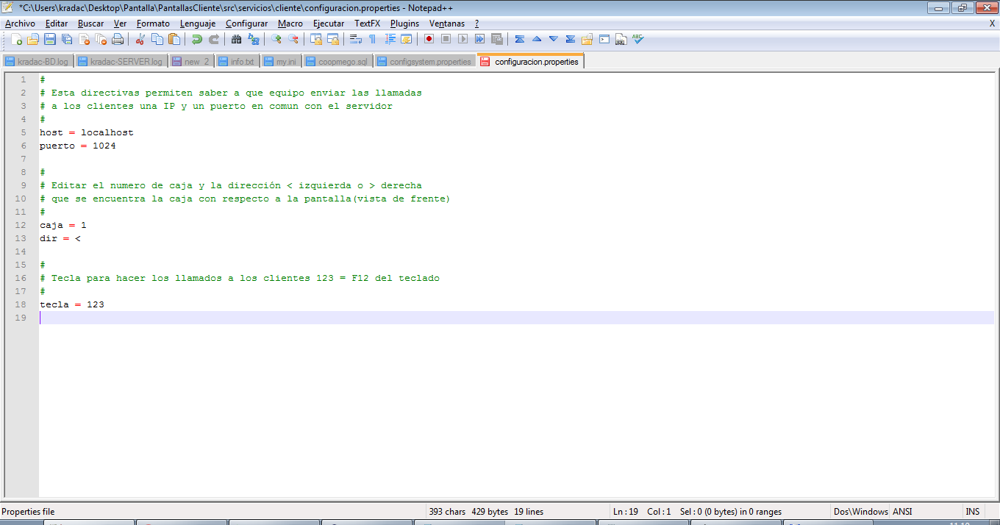 *C:\Users\kradac\Desktop\Pantalla\PantallasCliente\src\servicios\cliente\configuracion.properties - Notepad++
Archivo Editar Buscar Ver Formato Lenguaje Configurar Macro Ejecutar TextFX Plugins Ventanas ? X
kradac-BD.log kradac-SERVER.log new 2 info.txt my.ini coopmego.sql configsystem.properties configuracion.properties
1 #
2 # Esta directivas permiten saber a que equipo enviar las llamadas
3 # a los clientes una IP y un puerto en comun con el servidor
4 #
5 host = localhost
6 puerto = 1024
7
8 #
9 # Editar el numero de caja y la dirección < izquierda o > derecha
10 # que se encuentra la caja con respecto a la pantalla(vista de frente)
11 #
12 caja = 1
13 dir = <
14
15 #
16 # Tecla para hacer los llamados a los clientes 123 = F12 del teclado
17 #
18 tecla = 123
19
Properties file 393 chars 429 bytes 19 lines Ln : 19 Col : 1 Sel : 0 (0 bytes) in 0 ranges Dos\Windows ANSI INS